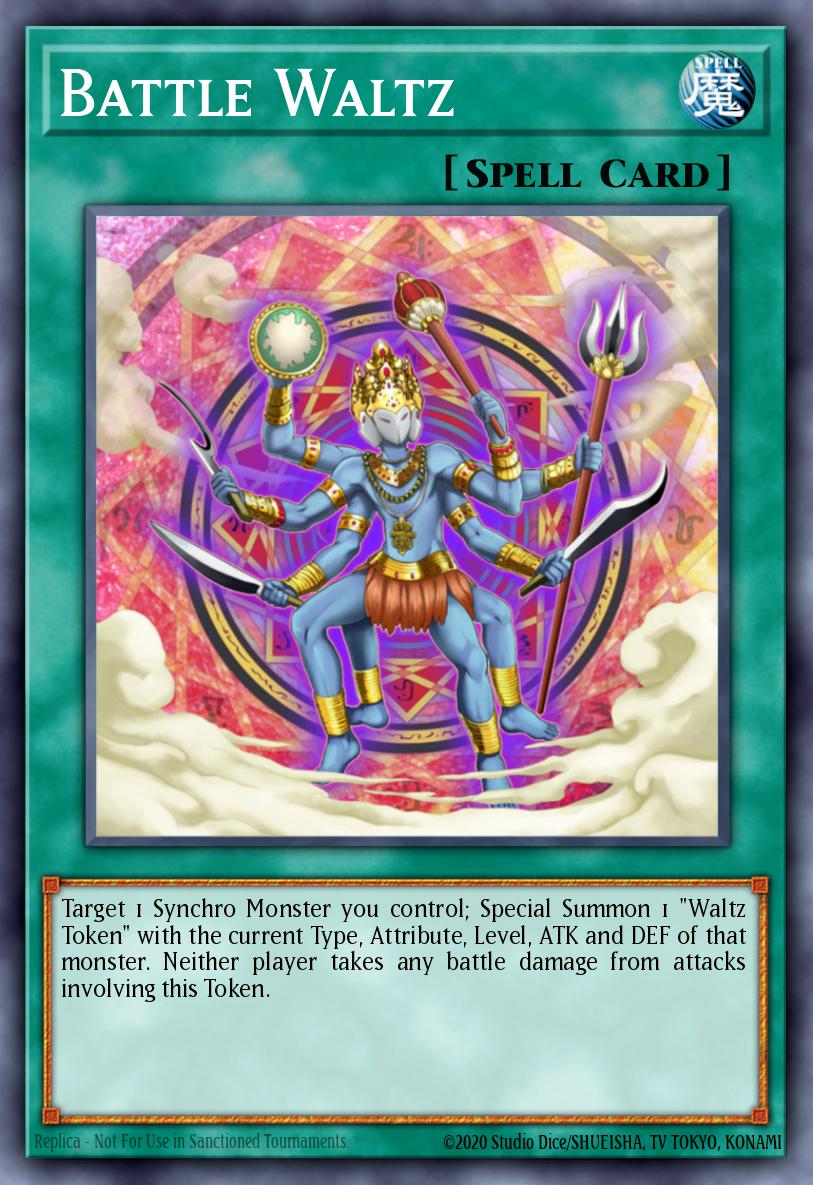 Battle Waltz
SPELL
魔
[Spell Card]
Target 1 Synchro Monster you control; Special Summon 1 "Waltz
Token" with the current Type, Attribute, Level, ATK and DEF of that
monster. Neither player takes any battle damage from attacks
involving this Token.
Replica - Not For Use in Sanctioned Tournaments.
©2020 Studio Dice/SHUEISHA, TV TOKYO, KONAMI